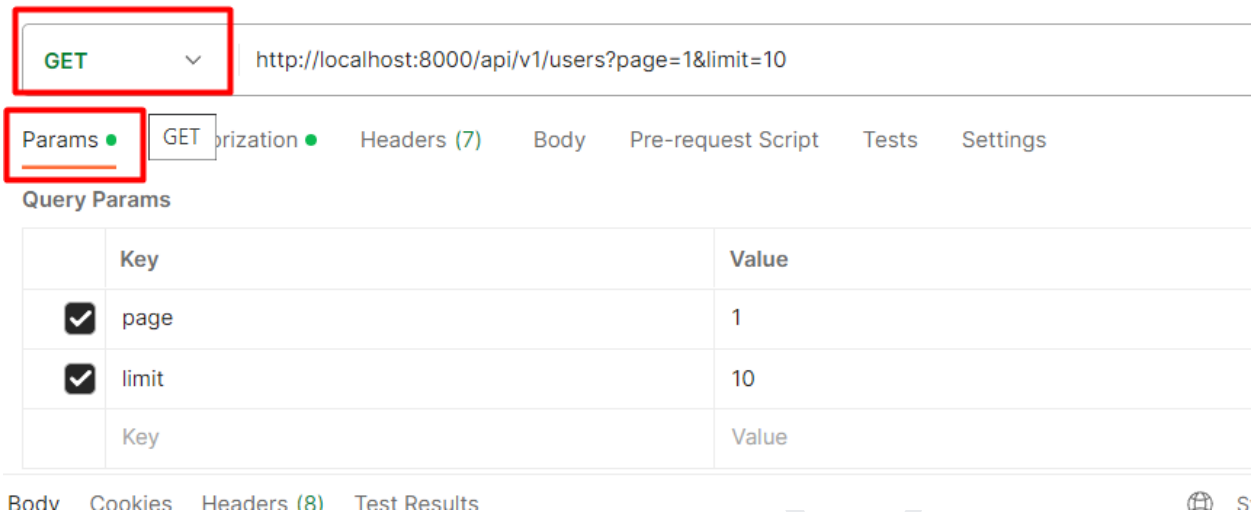 GET http://localhost:8000/api/v1/users?page=1&limit=10
Params GET orization Headers (7) Body Pre-request Script Tests Settings
Query Params
Key Value
page 1
limit 10
Key Value
Body Cookies Headers (8) Test Results